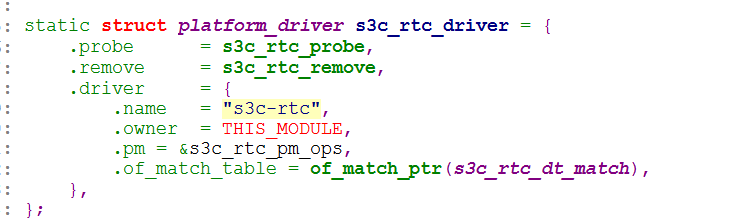 static struct platform_driver s3c_rtc_driver = {
    .probe      = s3c_rtc_probe,
    .remove     = s3c_rtc_remove,
    .driver     = {
        .name   = "s3c-rtc",
        .owner  = THIS_MODULE,
        .pm = &s3c_rtc_pm_ops,
        .of_match_table = of_match_ptr(s3c_rtc_dt_match),
    },
};